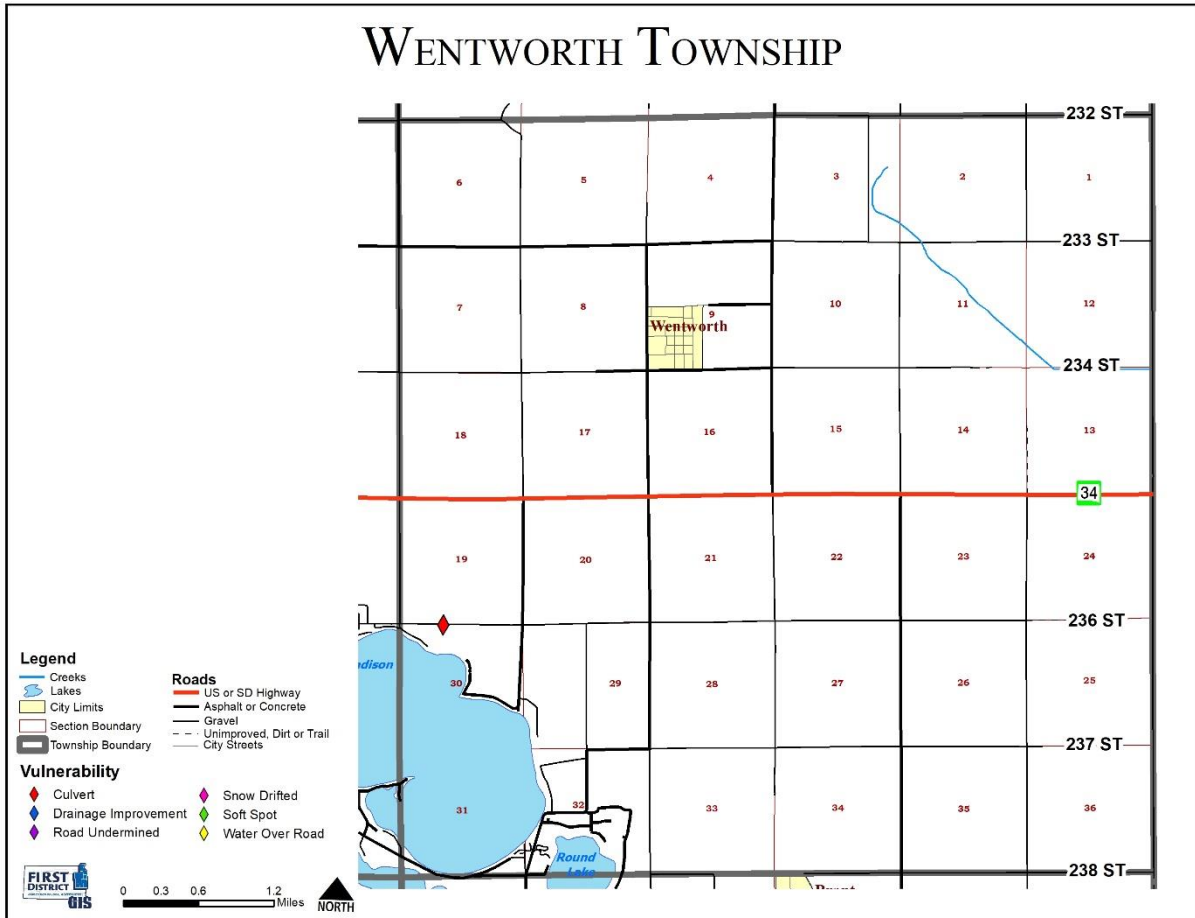 WENTWORTH TOWNSHIP
232 ST
6
5
4
3
2
1
233 ST
7
8
9
10
11
12
Wentworth
234 ST
18
17
16
15
14
13
34
19
20
21
22
23
24
236 ST
adison
30
29
28
27
26
25
237 ST
31
32
33
34
35
36
Round
Lake
238 ST
Legend
Creeks
Lakes
City Limits
Section Boundary
Township Boundary
Roads
US or SD Highway
Asphalt or Concrete
Gravel
Unimproved, Dirt or Trail
City Streets
Vulnerability
Culvert
Drainage Improvement
Road Undermined
Snow Drifted
Soft Spot
Water Over Road
FIRST
DISTRICT
GIS
0 0.3 0.6 1.2
Miles
NORTH